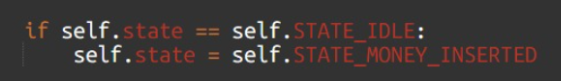 if self.state == self.STATE_IDLE:
    self.state = self.STATE_MONEY_INSERTED